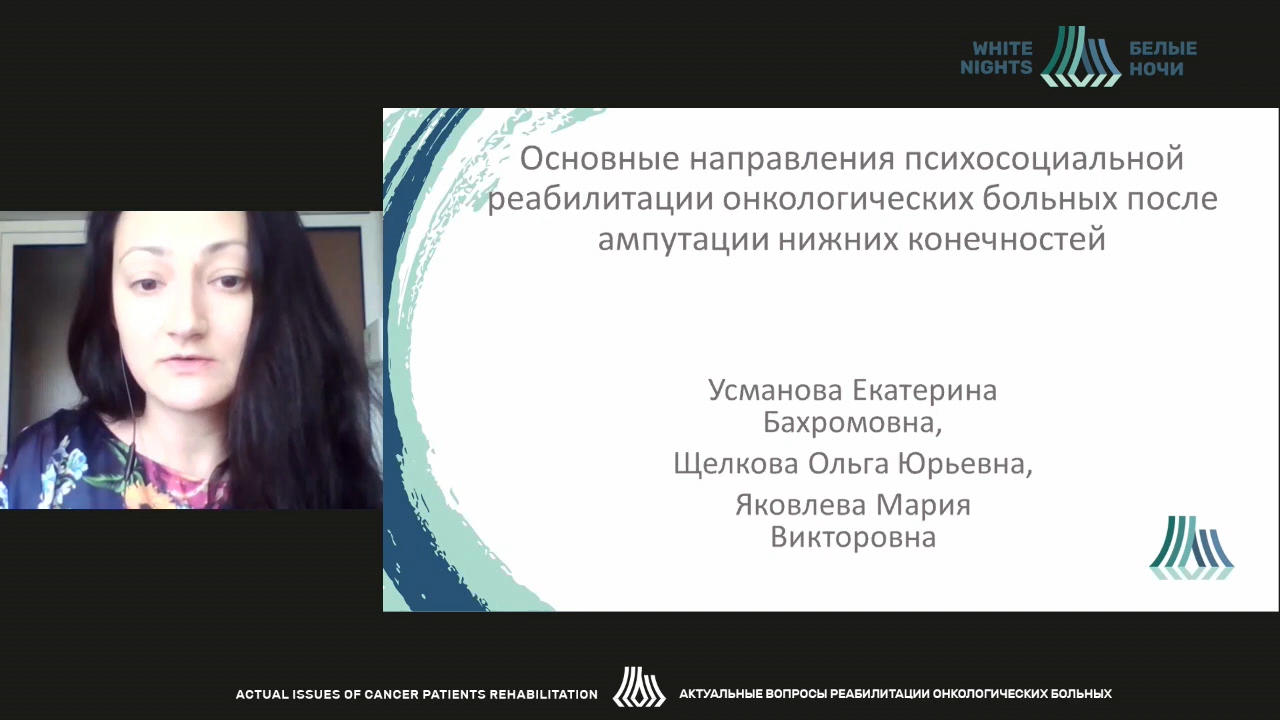 WHITE
NIGHTS
БЕЛЫЕ
НОЧИ
Основные направления психосоциальной
реабилитации онкологических больных после
ампутации нижних конечностей
Усманова Екатерина
Бахромовна,
Щелкова Ольга Юрьевна,
Яковлева Мария
Викторовна
ACTUAL ISSUES OF CANCER PATIENTS REHABILITATION
АКТУАЛЬНЫЕ ВОПРОСЫ РЕАБИЛИТАЦИИ ОНКОЛОГИЧЕСКИХ БОЛЬНЫХ